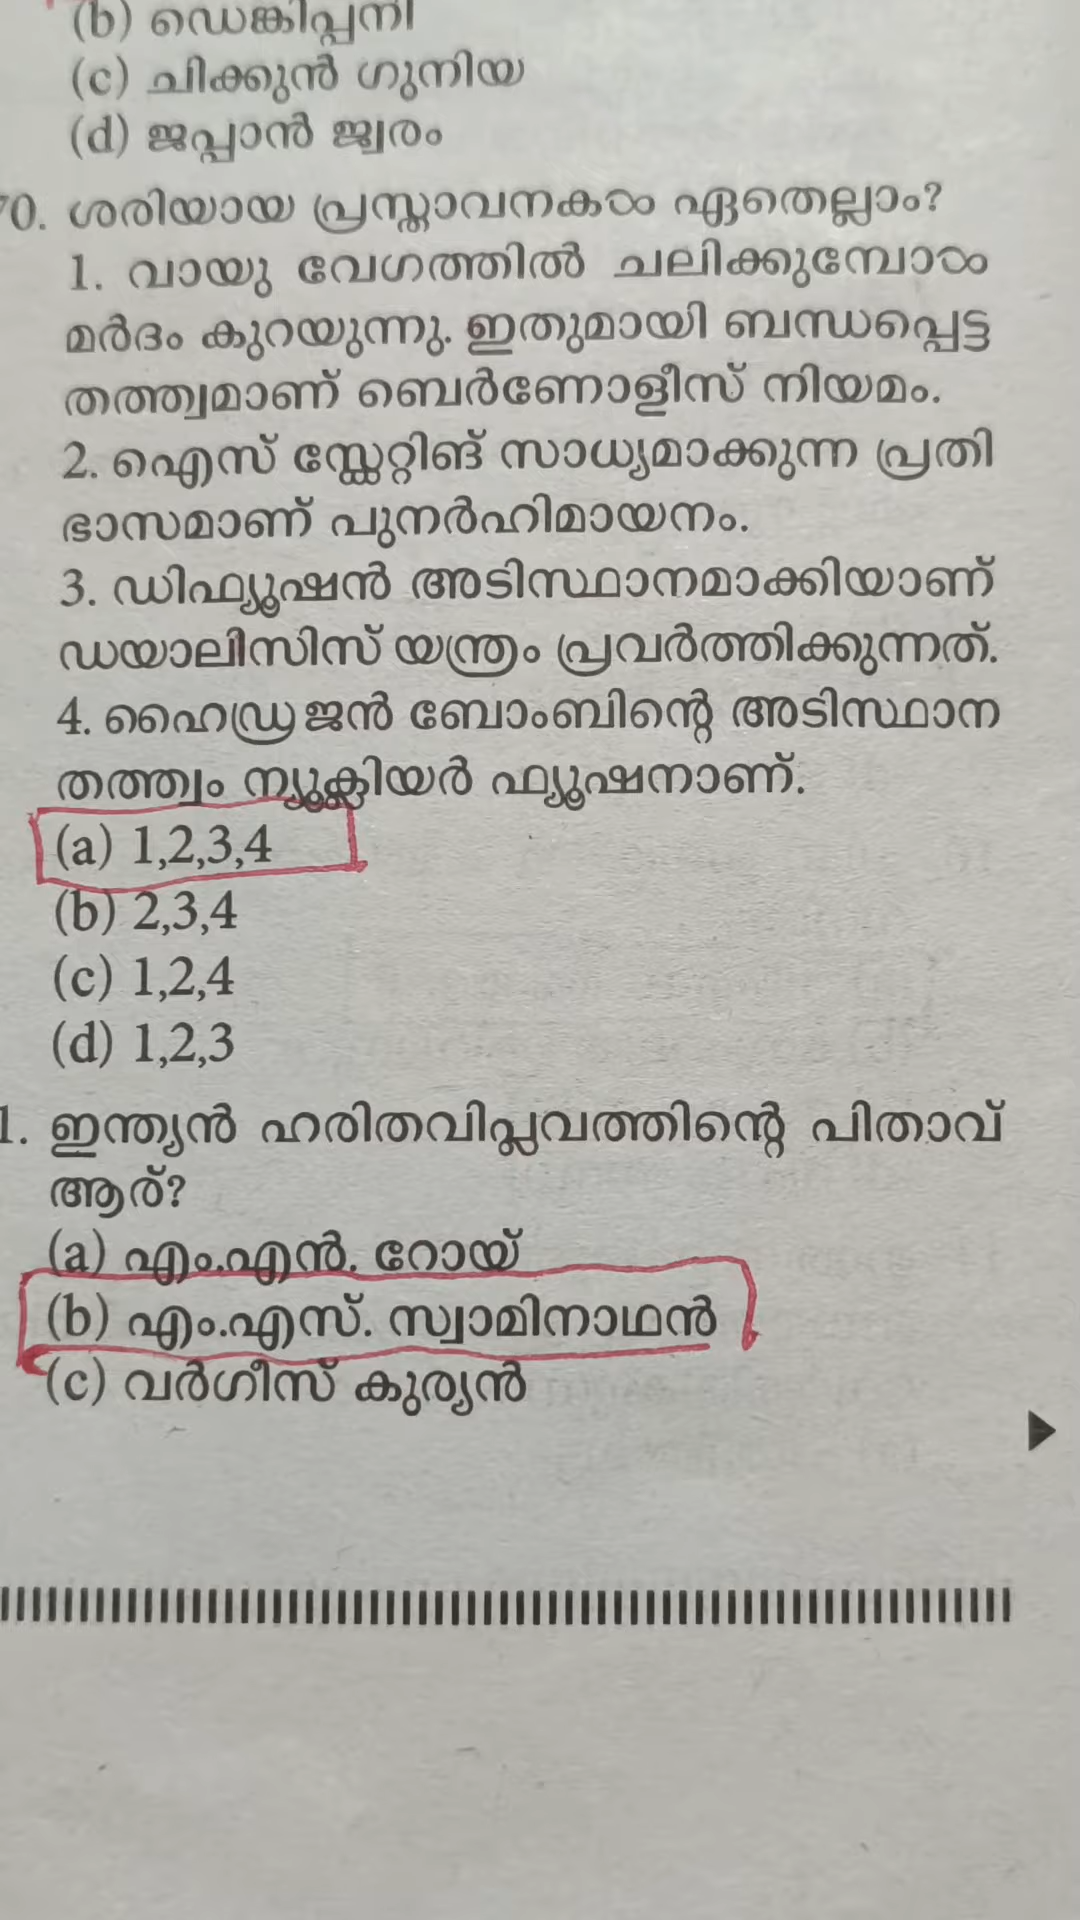 (b) ഡെങ്കിപ്പനി
(c) ചിക്കുൻ ഗുനിയ
(d) ജപ്പാൻ ജ്വരം
70. ശരിയായ പ്രസ്താവനകൾ ഏതെല്ലാം?
1. വായു വേഗത്തിൽ ചലിക്കുമ്പോൾ
മർദം കുറയുന്നു. ഇതുമായി ബന്ധപ്പെട്ട
തത്ത്വമാണ് ബെർണോളീസ് നിയമം.
2. ഐസ് സ്കേറ്റിങ് സാധ്യമാക്കുന്ന പ്രതി
ഭാസമാണ് പുനർഹിമായനം.
3. ഡിഫ്യൂഷൻ അടിസ്ഥാനമാക്കിയാണ്
ഡയാലിസിസ് യന്ത്രം പ്രവർത്തിക്കുന്നത്.
4. ഹൈഡ്രജൻ ബോംബിന്റെ അടിസ്ഥാന
തത്ത്വം ന്യൂക്ലിയർ ഫ്യൂഷനാണ്.
(a) 1,2,3,4
(b) 2,3,4
(c) 1,2,4
(d) 1,2,3
1. ഇന്ത്യൻ ഹരിതവിപ്ലവത്തിന്റെ പിതാവ്
ആര്?
(a) എം.എൻ. റോയ്
(b) എം.എസ്. സ്വാമിനാഥൻ
(c) വർഗീസ് കുര്യൻ